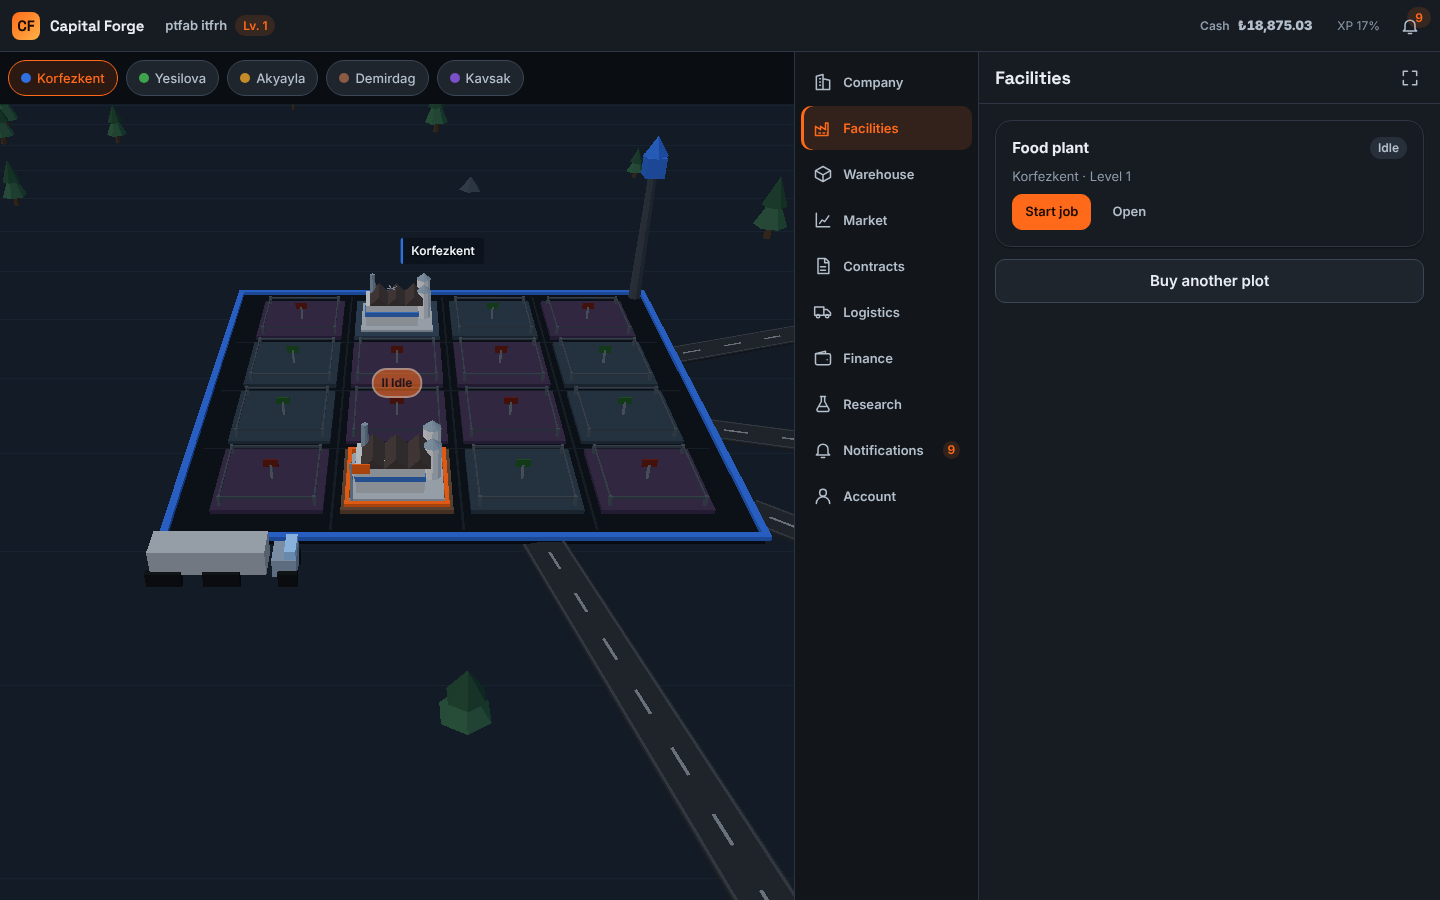 CF Capital Forge ptfab itfrh Lv. 1 Cash ₺18,875.03 XP 17% 9
Korfezkent Yesilova Akyayla Demirdag Kavsak
Korfezkent
II Idle
Company
Facilities
Warehouse
Market
Contracts
Logistics
Finance
Research
Notifications 9
Account
Facilities
Food plant Idle
Korfezkent · Level 1
Start job Open
Buy another plot